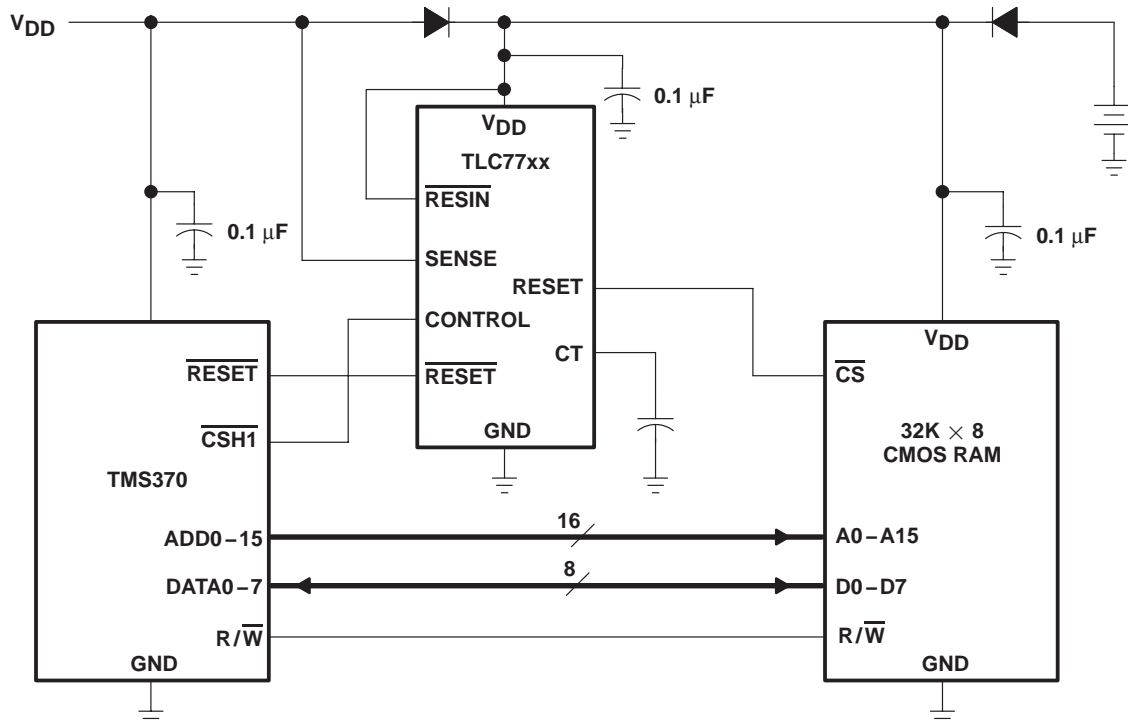 VDD
0.1 µF
VDD
TLC77xx
RESIN
0.1 µF
0.1 µF
SENSE
RESET
CONTROL
VDD
CT
RESET
RESET
CS
CSH1
GND
32K × 8
CMOS RAM
TMS370
16
ADD0–15
A0–A15
8
DATA0–7
D0–D7
R/W
R/W
GND
GND